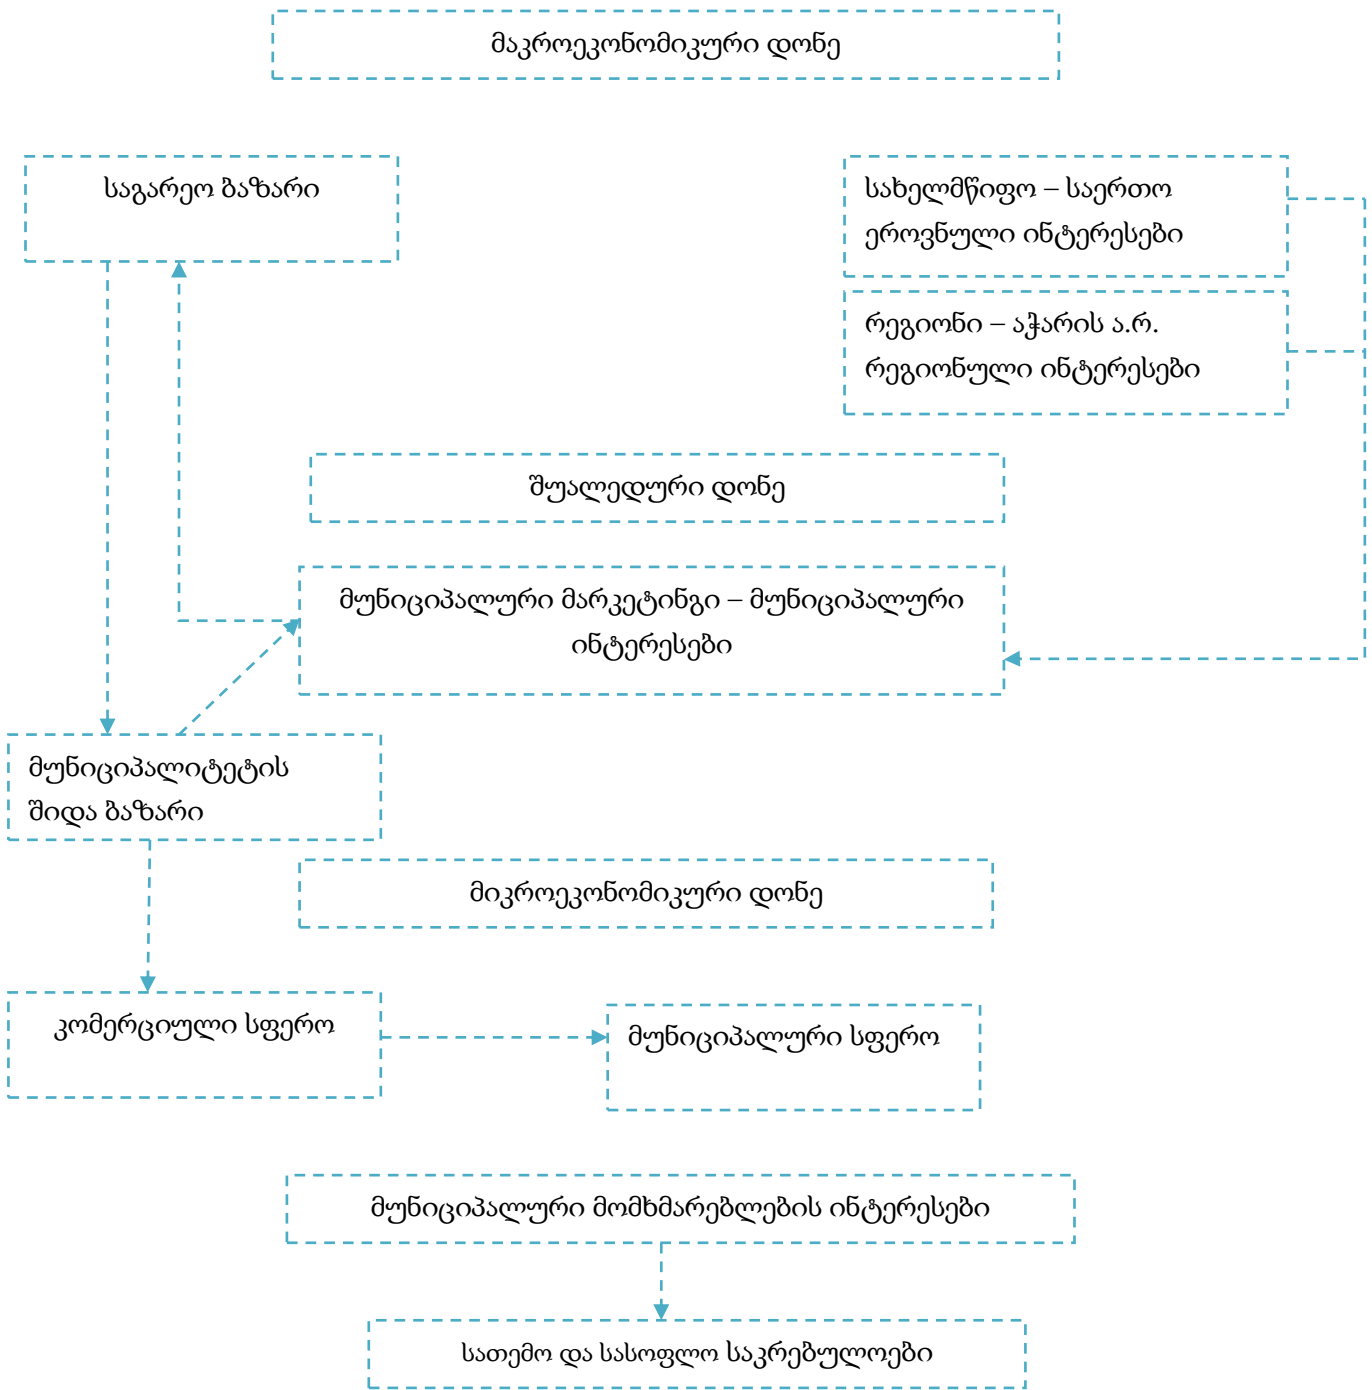 მაკროეკონომიკური დონე
საგარეო ბაზარი
სახელმწიფო – საერთო
ეროვნული ინტერესები
რეგიონი – აჭარის ა.რ.
რეგიონული ინტერესები
შუალედური დონე
მუნიციპალური მარკეტინგი – მუნიციპალური
ინტერესები
მუნიციპალიტეტის
შიდა ბაზარი
მიკროეკონომიკური დონე
კომერციული სფერო
მუნიციპალური სფერო
მუნიციპალური მომხმარებლების ინტერესები
სათემო და სასოფლო საკრებულოები